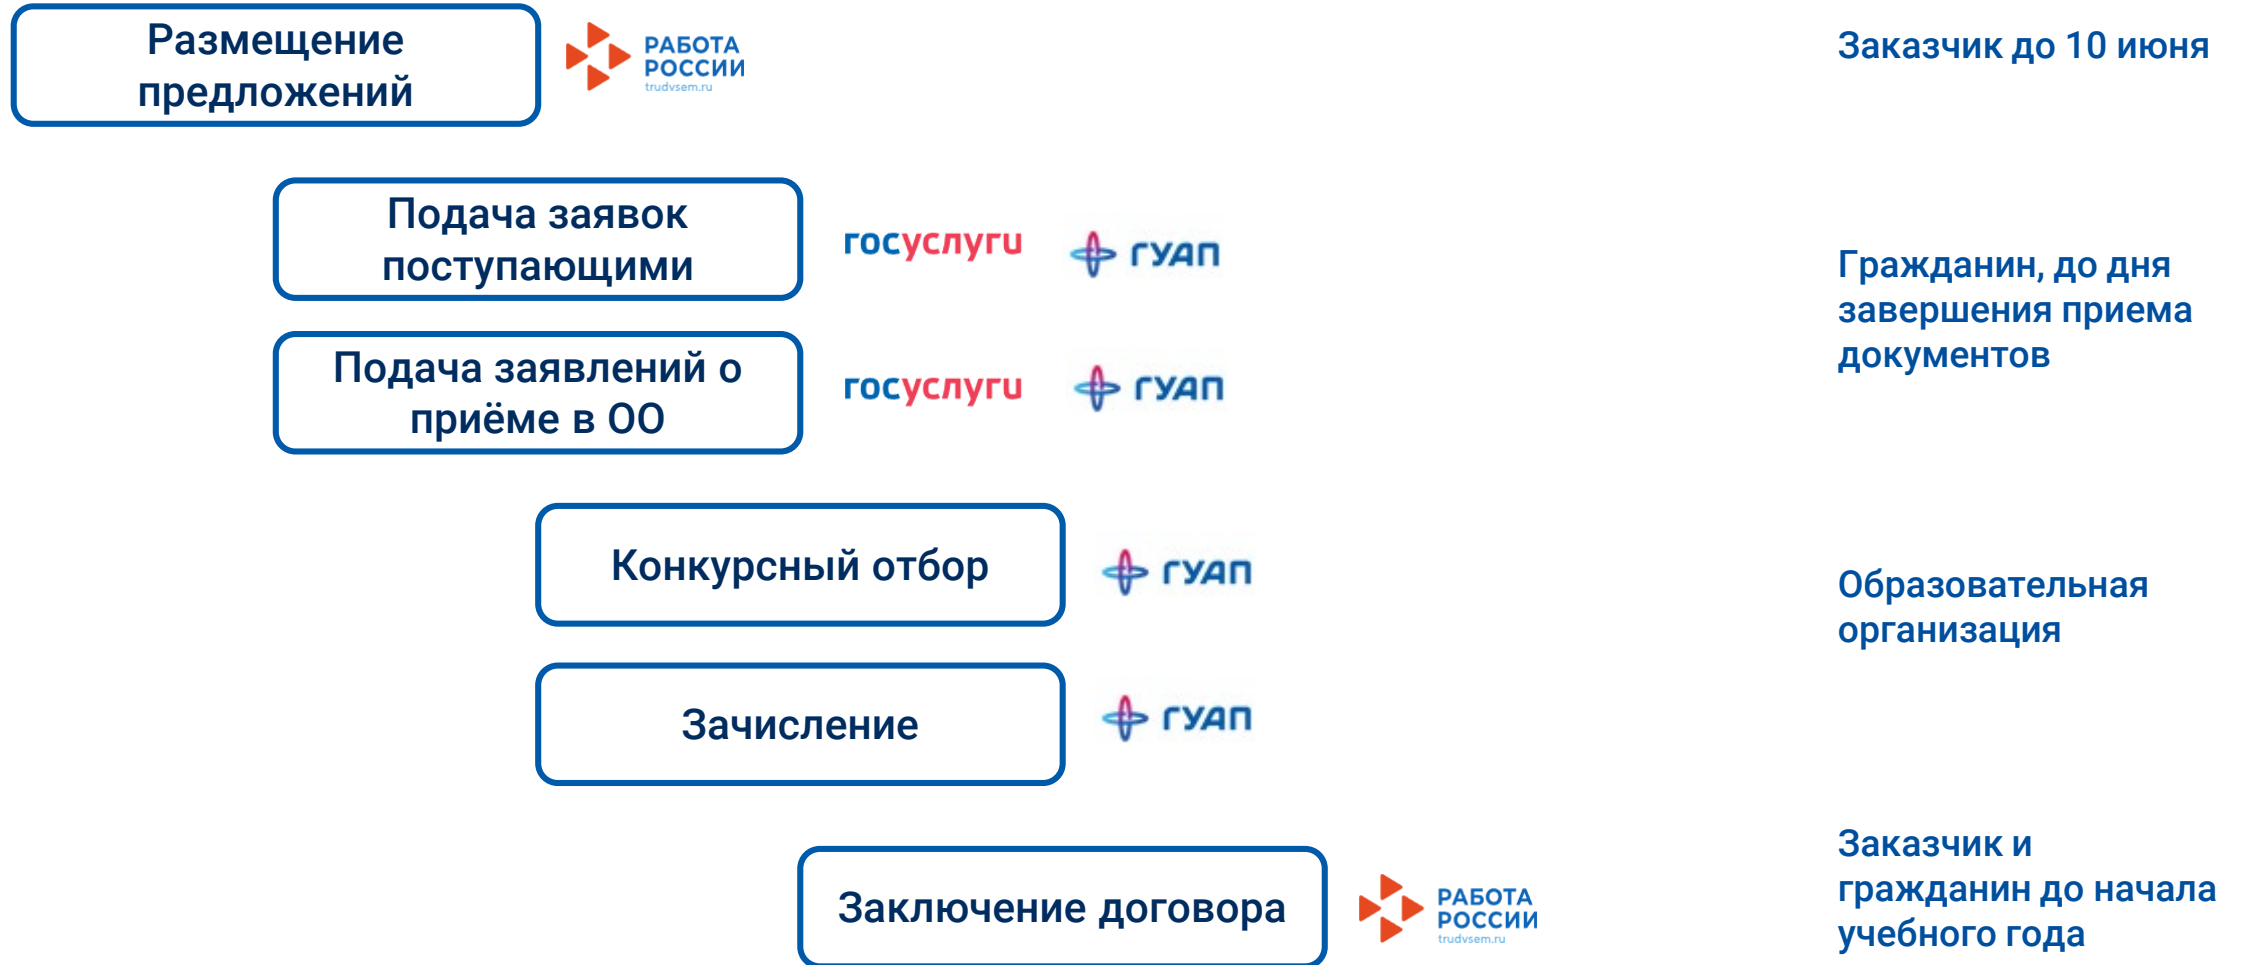 Размещение
предложений
РАБОТА
РОССИИ
trudvsem.ru
Заказчик до 10 июня
Подача заявок
поступающими
госуслуги
ГУАП
Гражданин, до дня
завершения приема
документов
Подача заявлений о
приёме в ОО
госуслуги
ГУАП
Конкурсный отбор
ГУАП
Образовательная
организация
Зачисление
ГУАП
Заключение договора
РАБОТА
РОССИИ
trudvsem.ru
Заказчик и
гражданин до начала
учебного года